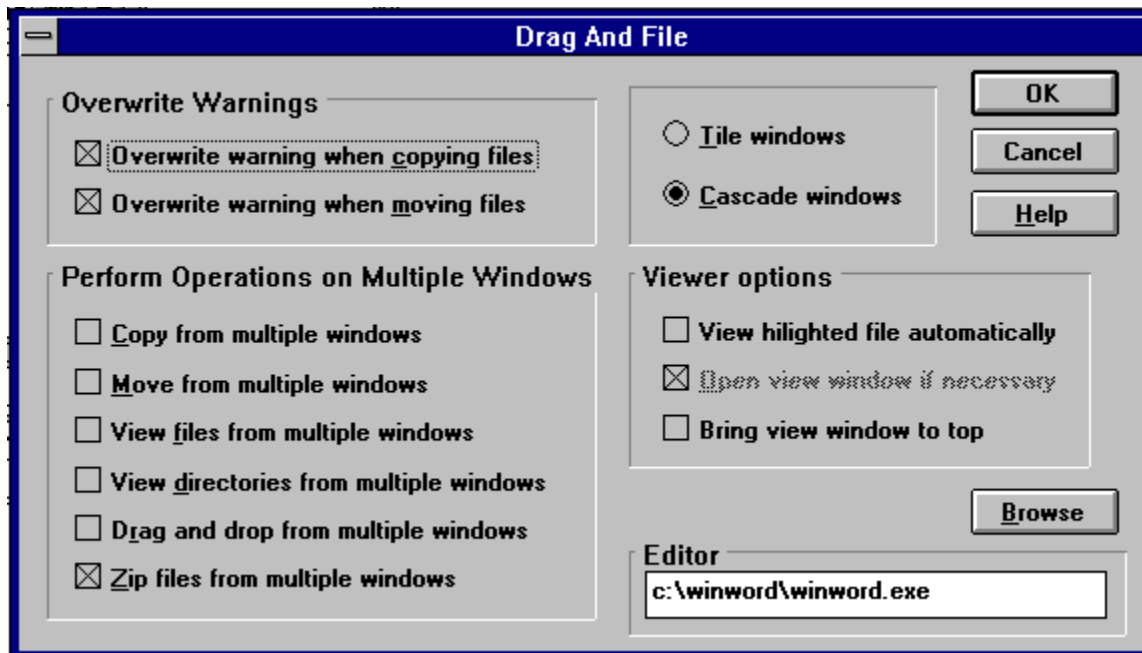 Drag And File
Overwrite Warnings
Overwrite warning when copying files
Overwrite warning when moving files
Tile windows
Cascade windows
OK
Cancel
Help
Perform Operations on Multiple Windows
Copy from multiple windows
Move from multiple windows
View files from multiple windows
View directories from multiple windows
Drag and drop from multiple windows
Zip files from multiple windows
Viewer options
View hilighted file automatically
Open view window if necessary
Bring view window to top
Browse
Editor
c:\winword\winword.exe